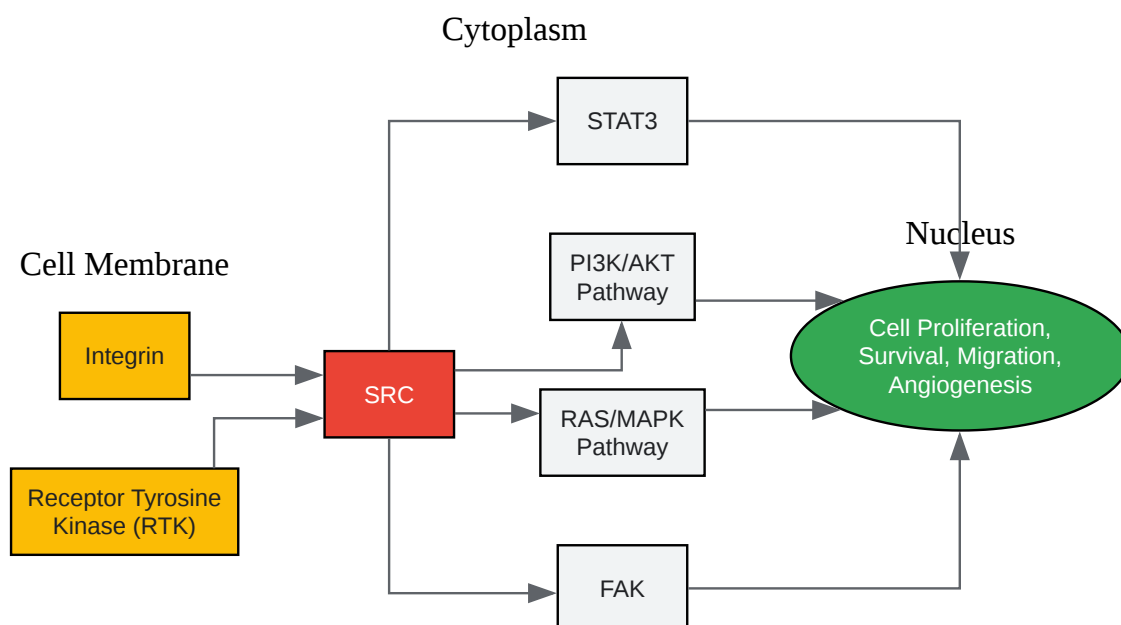 Cytoplasm
STAT3
Nucleus
Cell Membrane
PI3K/AKT
Pathway
Integrin
SRC
Cell Proliferation,
Survival, Migration,
Angiogenesis
RAS/MAPK
Pathway
Receptor Tyrosine
Kinase (RTK)
FAK